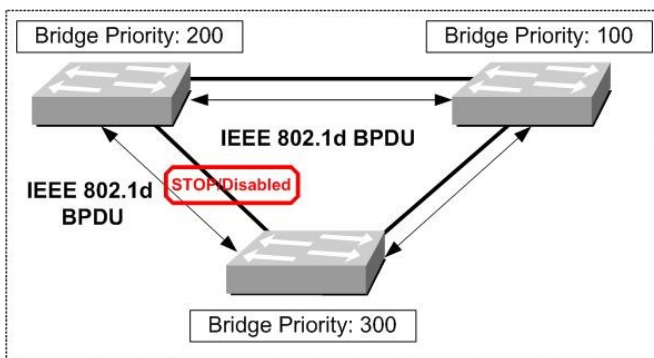 Bridge Priority: 200
Bridge Priority: 100
IEEE 802.1d BPDU
STOP/Disabled
IEEE 802.1d
BPDU
Bridge Priority: 300